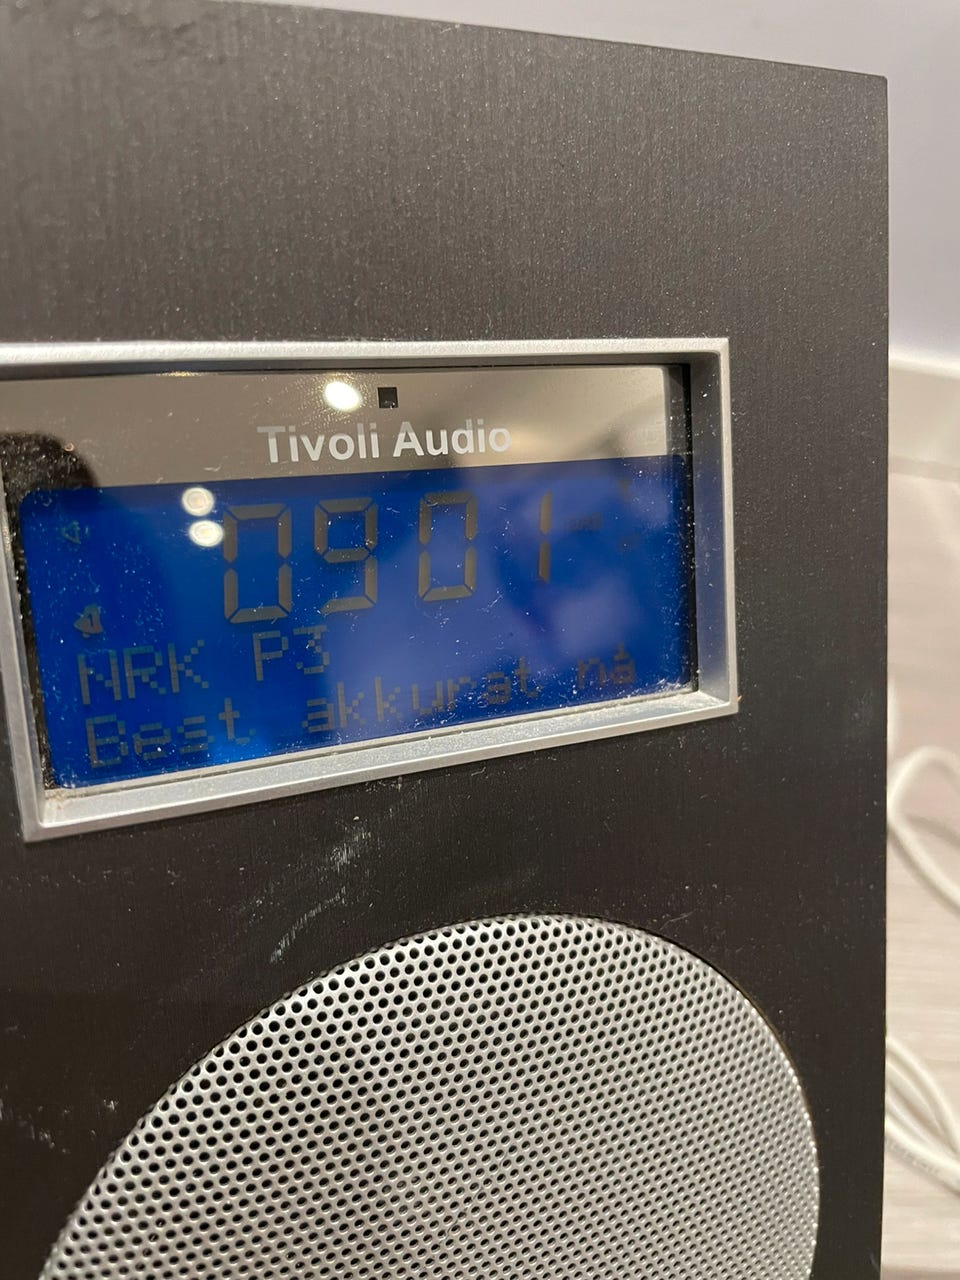 Tivoli Audio
0901
NRK P3
Best akkurat nå